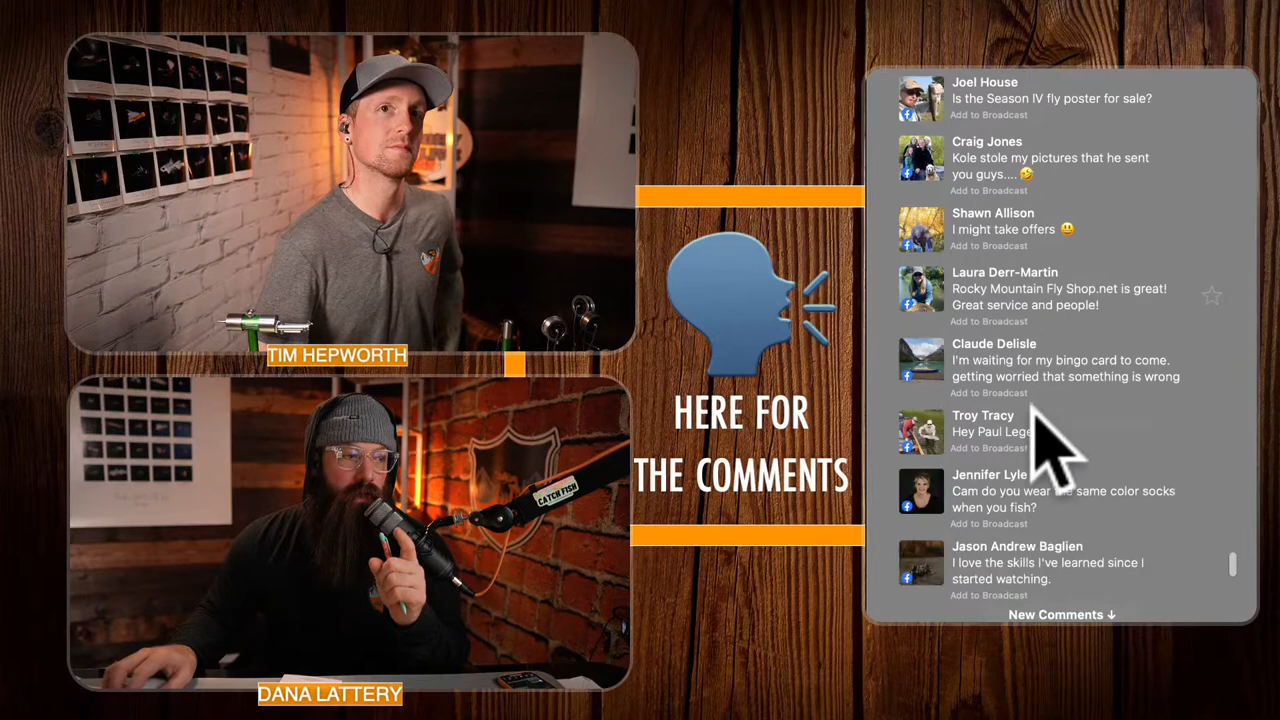 TIM HEPWORTH
CATCH FISH
DANA LATTERY
HERE FOR
THE COMMENTS
Joel House
Is the Season IV fly poster for sale?
Add to Broadcast
Craig Jones
Kole stole my pictures that he sent
you guys....🤣
Add to Broadcast
Shawn Allison
I might take offers 😃
Add to Broadcast
Laura Derr-Martin
Rocky Mountain Fly Shop.net is great!
Great service and people!
Add to Broadcast
Claude Delisle
I'm waiting for my bingo card to come.
getting worried that something is wrong
Add to Broadcast
Troy Tracy
Hey Paul
Add to Broadcast
Jennifer Lyle
Cam do you wear the same color socks
when you fish?
Add to Broadcast
Jason Andrew Baglien
I love the skills I've learned since I
started watching.
Add to Broadcast
New Comments ↓